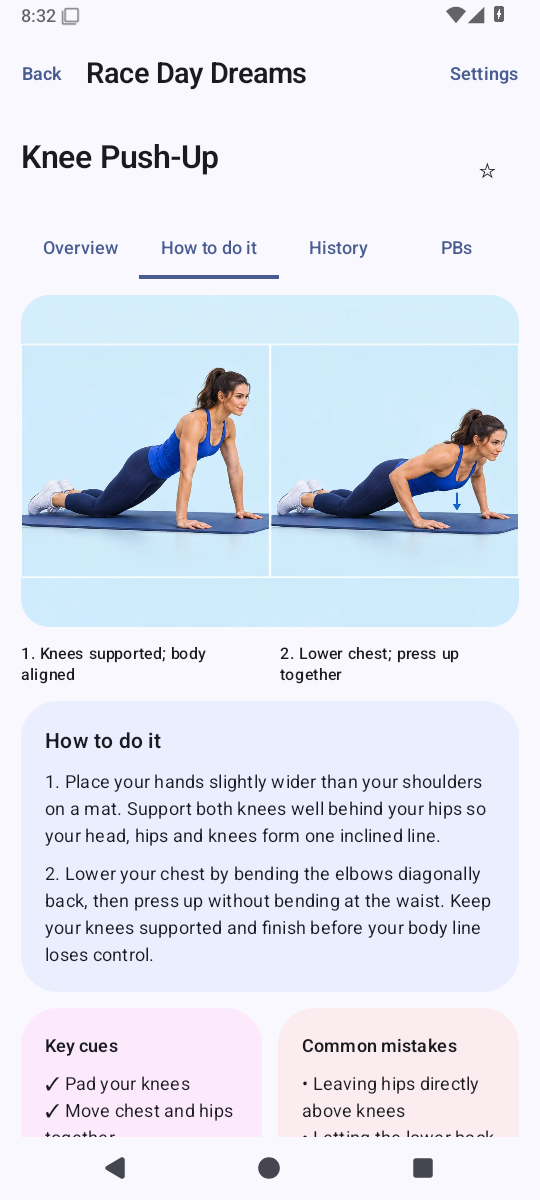 8:32
Back Race Day Dreams Settings
Knee Push-Up
☆
Overview How to do it History PBs
1. Knees supported; body
aligned
2. Lower chest; press up
together
How to do it
1. Place your hands slightly wider than your shoulders
on a mat. Support both knees well behind your hips so
your head, hips and knees form one inclined line.
2. Lower your chest by bending the elbows diagonally
back, then press up without bending at the waist. Keep
your knees supported and finish before your body line
loses control.
Key cues
✓ Pad your knees
✓ Move chest and hips
together
Common mistakes
• Leaving hips directly
above knees
• Letting the lower back